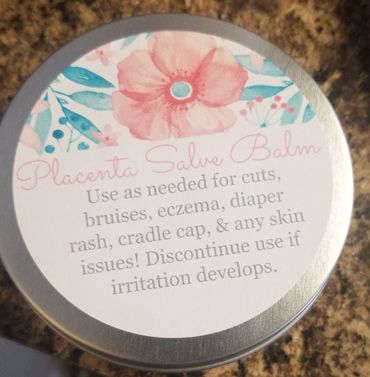 Placenta Salve Balm
Use as needed for cuts,
bruises, eczema, diaper
rash, cradle cap, & any skin
issues! Discontinue use if
irritation develops.